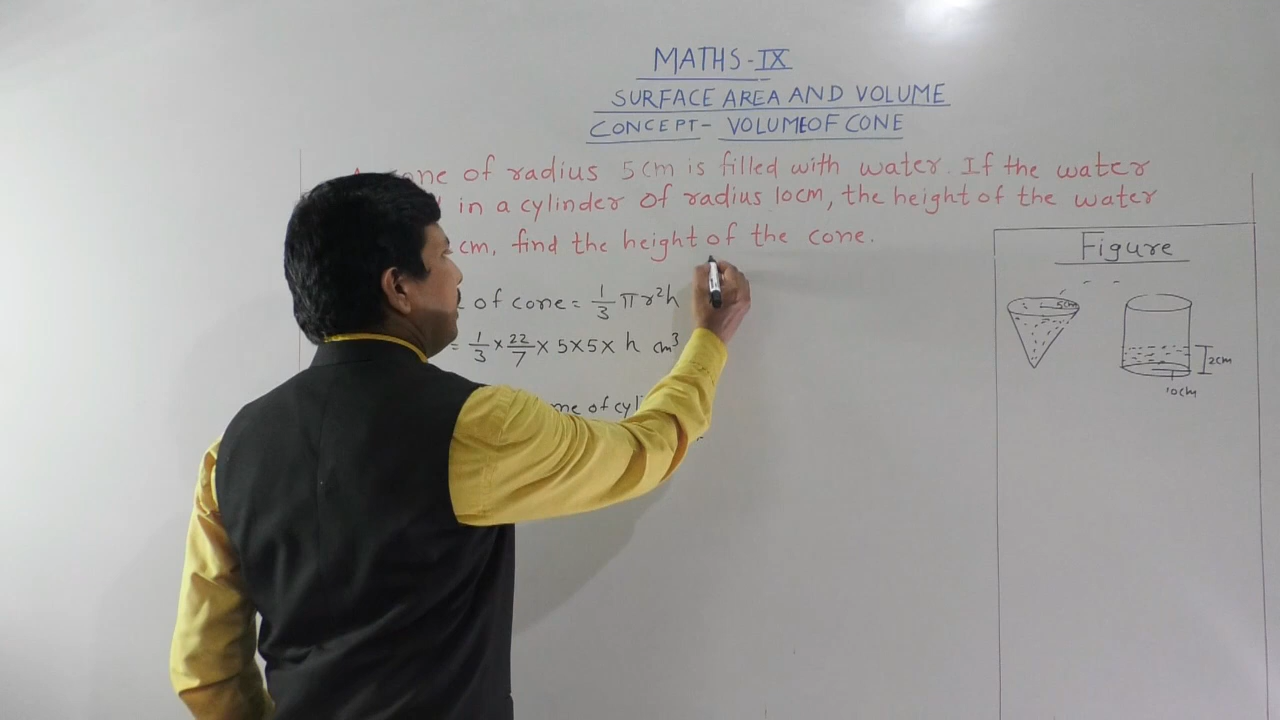 MATHS-IX
SURFACE AREA AND VOLUME
CONCEPT- VOLUME OF CONE
of radius 5cm is filled with water. If the water
in a cylinder of radius 10cm, the height of the water
cm, find the height of the cone.
of cone = 1/3 πr²h
= 1/3 × 22/7 × 5×5× h cm³
of cyl
Figure
5cm
2cm
10cm